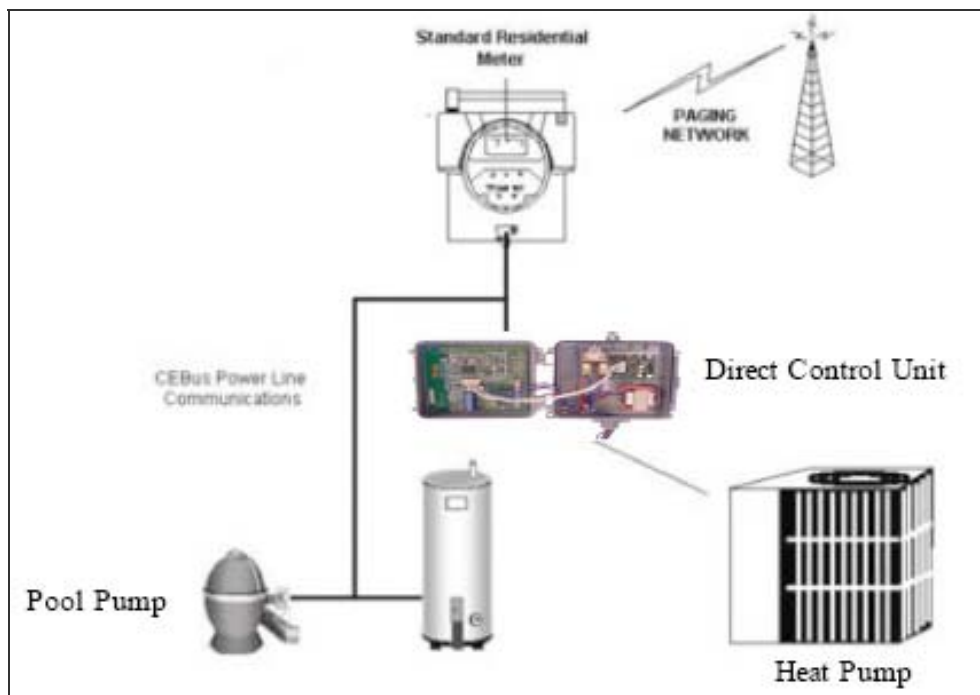 Standard Residential
Meter
PAGING
NETWORK
Direct Control Unit
CEBus Power Line
Communications
Pool Pump
Heat Pump